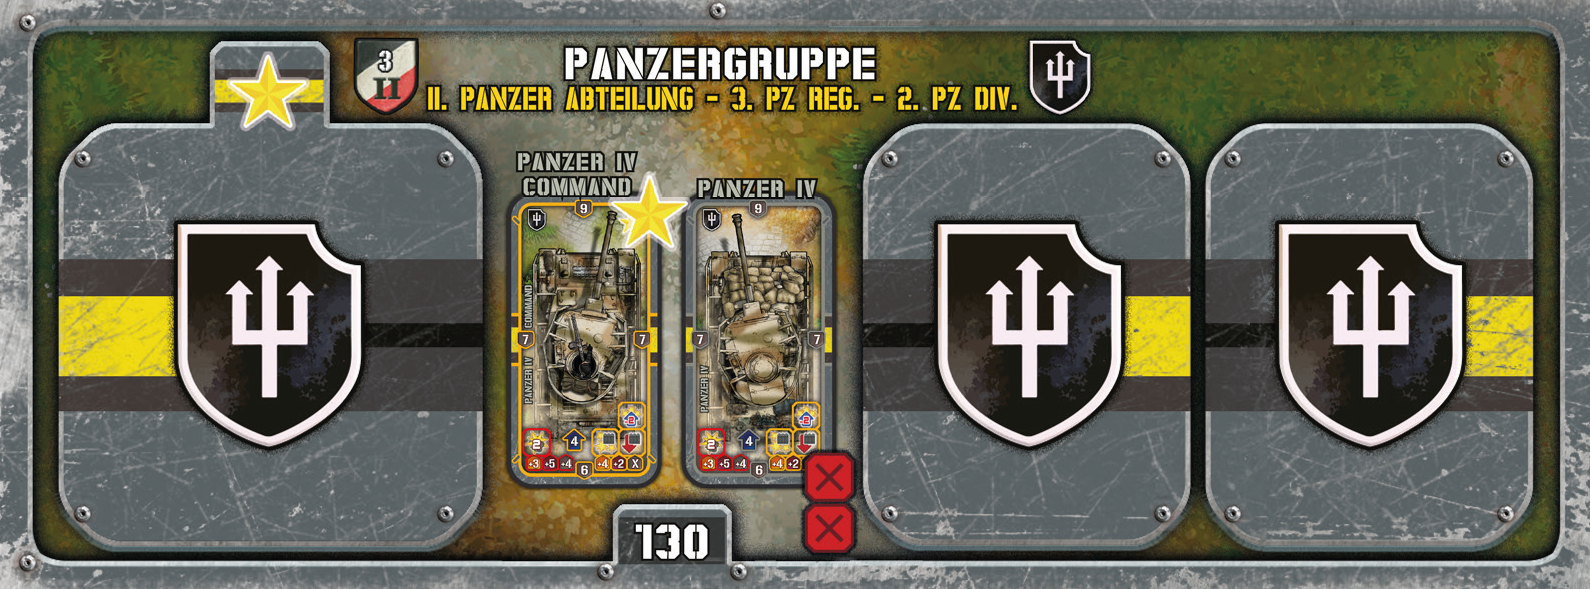 3
II
PANZERGRUPPE
II. PANZER ABTEILUNG - 3. PZ REG. - 2. PZ DIV.
PANZER IV
COMMAND
PANZER IV
9
7
7
COMMAND
PANZER IV
2
4
-2
+3 +5 +4 6 +4 +2 X
9
7
7
PANZER IV
2
4
-2
+3 +5 +4 6 +4 +2
130